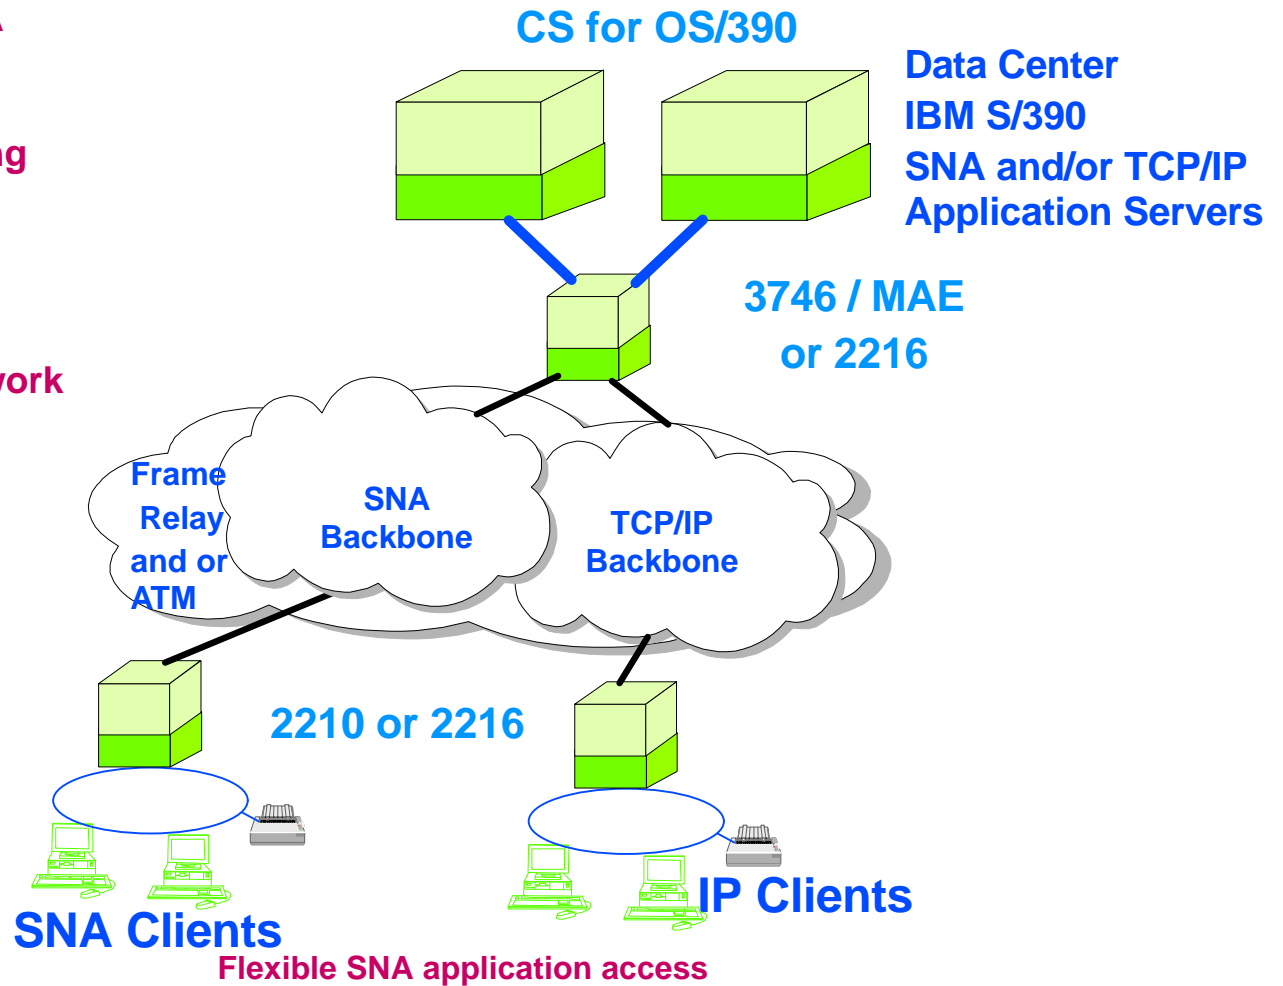 CS for OS/390
Data Center
IBM S/390
SNA and/or TCP/IP
Application Servers
ng
3746 / MAE
or 2216
work
Frame
Relay
and or
ATM
SNA
Backbone
TCP/IP
Backbone
2210 or 2216
SNA Clients
IP Clients
Flexible SNA application access